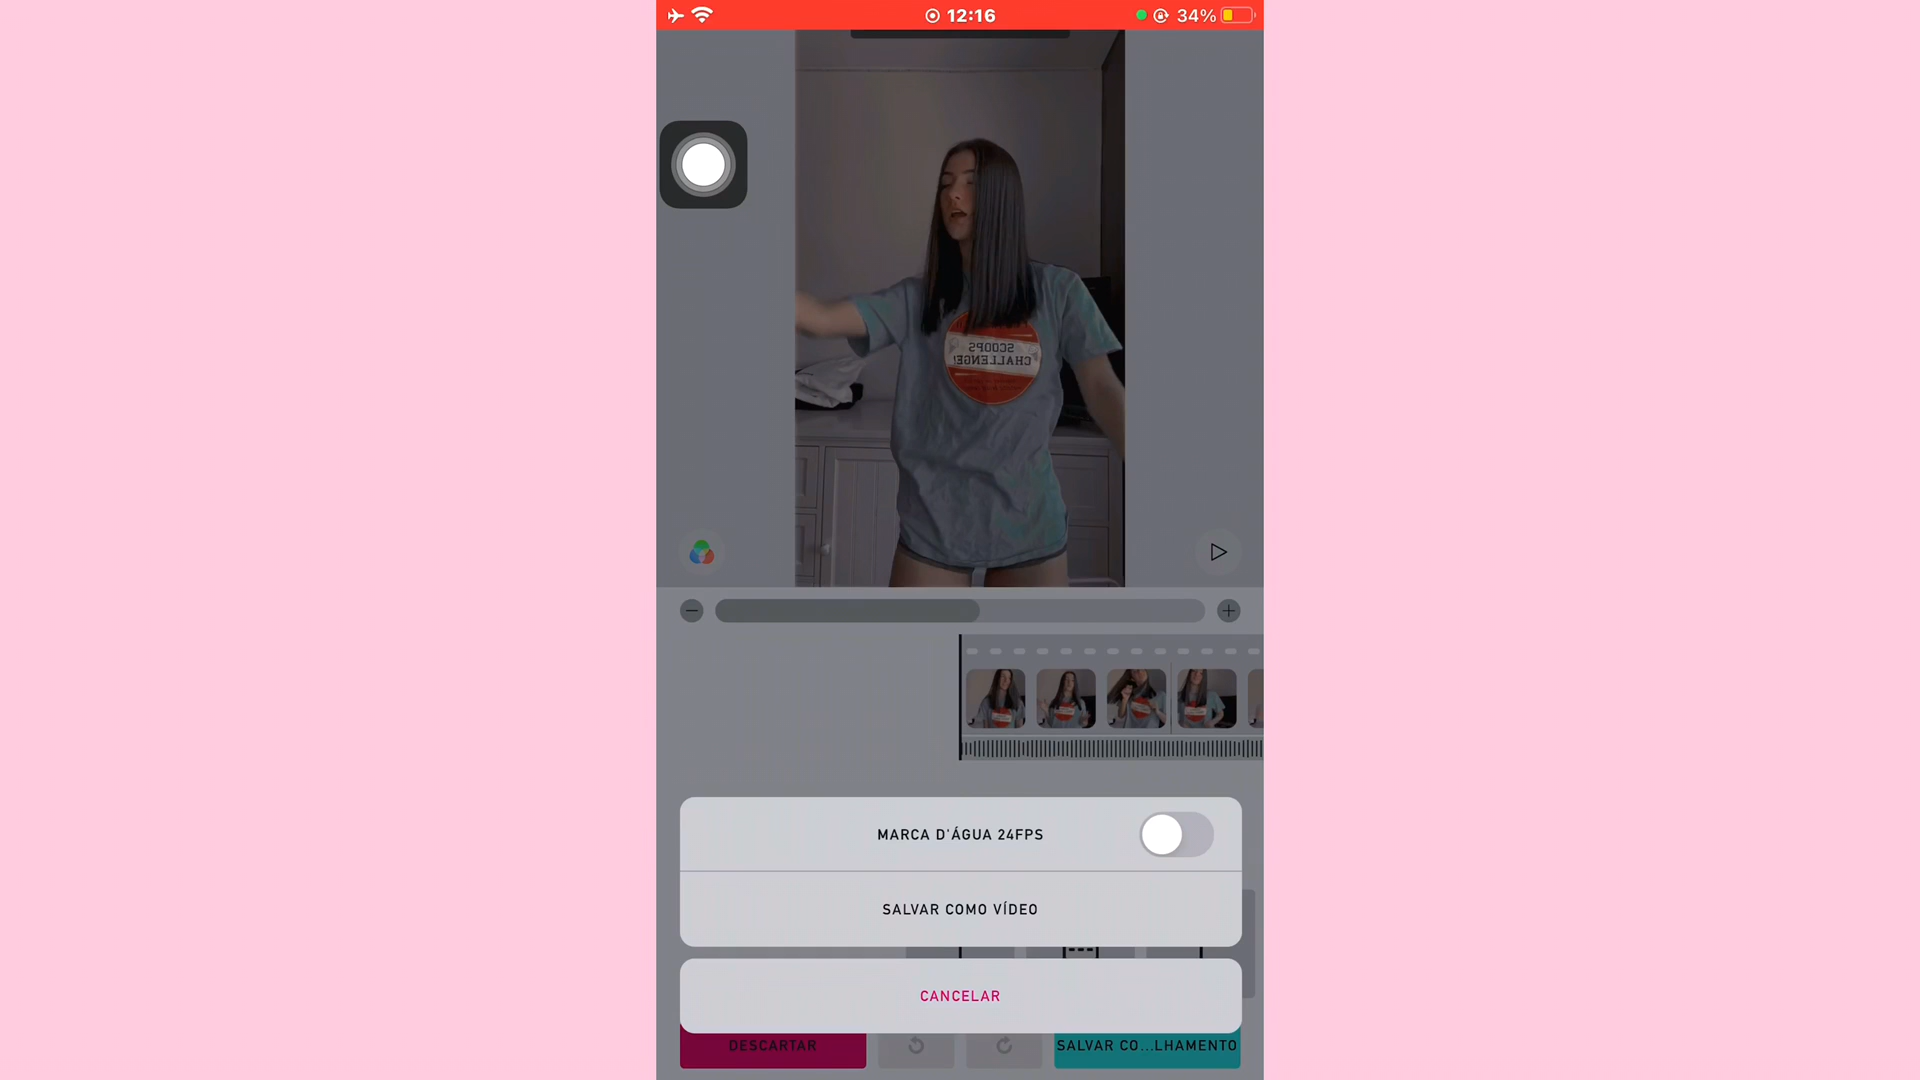 12:16
34%
SCOOPS
CHALLENGE!
MARCA D'ÁGUA 24FPS
SALVAR COMO VÍDEO
CANCELAR
DESCARTAR
SALVAR CO...LHAMENTO